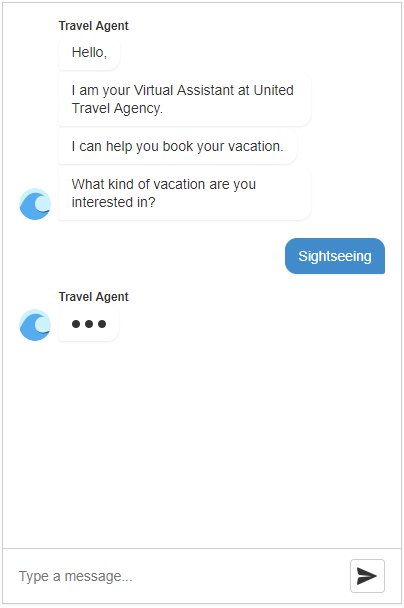 Travel Agent
Hello,
I am your Virtual Assistant at United
Travel Agency.
I can help you book your vacation.
What kind of vacation are you
interested in?
Sightseeing
Travel Agent
Type a message...